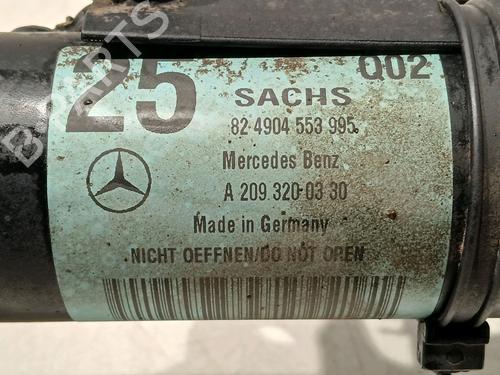 25
Q02
SACHS
82 4904 553 995
Mercedes Benz
A 209 320 03 30
Made in Germany
NICHT OEFFNEN/DO NOT OPEN